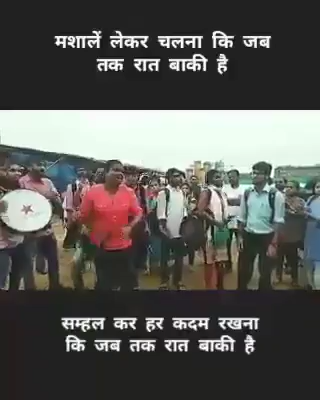 मशालें लेकर चलना कि जब
तक रात बाकी है
सम्हल कर हर कदम रखना
कि जब तक रात बाकी है